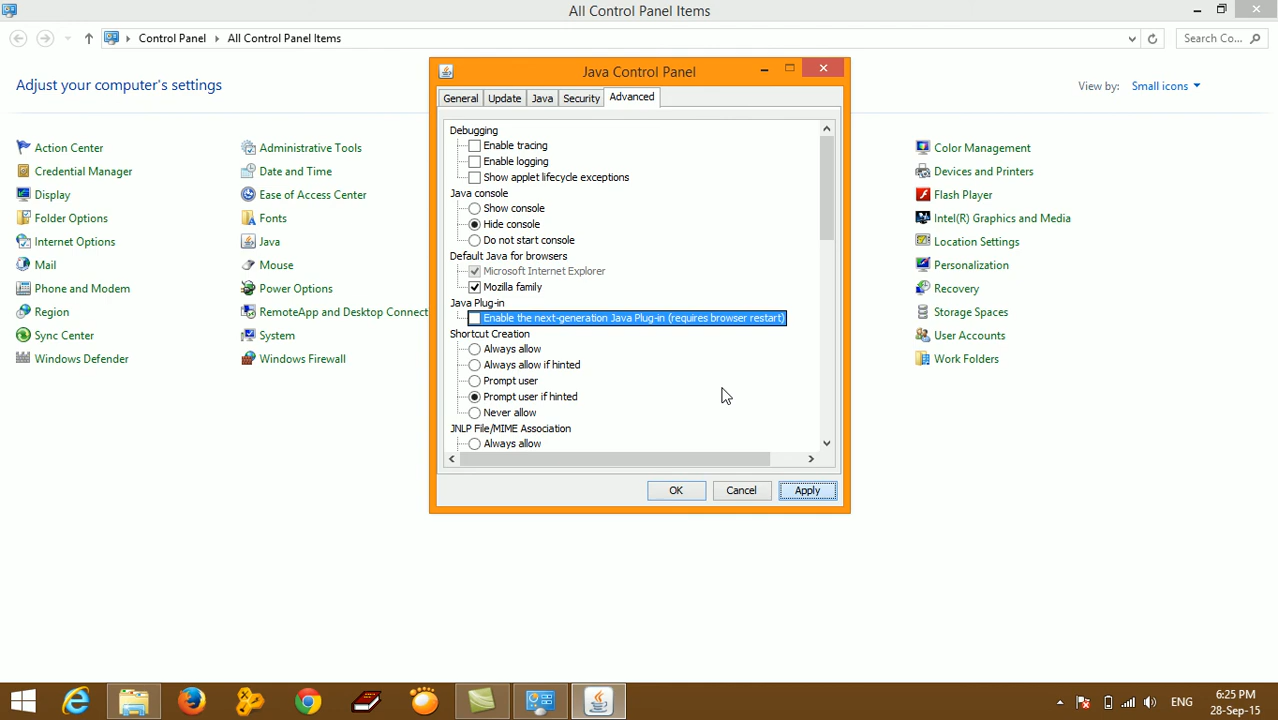 All Control Panel Items
Control Panel
All Control Panel Items
Search Co...
Adjust your computer's settings
View by:
Small icons
Action Center
Credential Manager
Display
Folder Options
Internet Options
Mail
Phone and Modem
Region
Sync Center
Windows Defender
Administrative Tools
Date and Time
Ease of Access Center
Fonts
Java
Mouse
Power Options
RemoteApp and Desktop Connect
System
Windows Firewall
Java Control Panel
General
Update
Java
Security
Advanced
Debugging
Enable tracing
Enable logging
Show applet lifecycle exceptions
Java console
Show console
Hide console
Do not start console
Default Java for browsers
Microsoft Internet Explorer
Mozilla family
Java Plug-in
Enable the next-generation Java Plug-in (requires browser restart)
Shortcut Creation
Always allow
Always allow if hinted
Prompt user
Prompt user if hinted
Never allow
JNLP File/MIME Association
Always allow
OK
Cancel
Apply
Color Management
Devices and Printers
Flash Player
Intel(R) Graphics and Media
Location Settings
Personalization
Recovery
Storage Spaces
User Accounts
Work Folders
ENG
6:25 PM
28-Sep-15